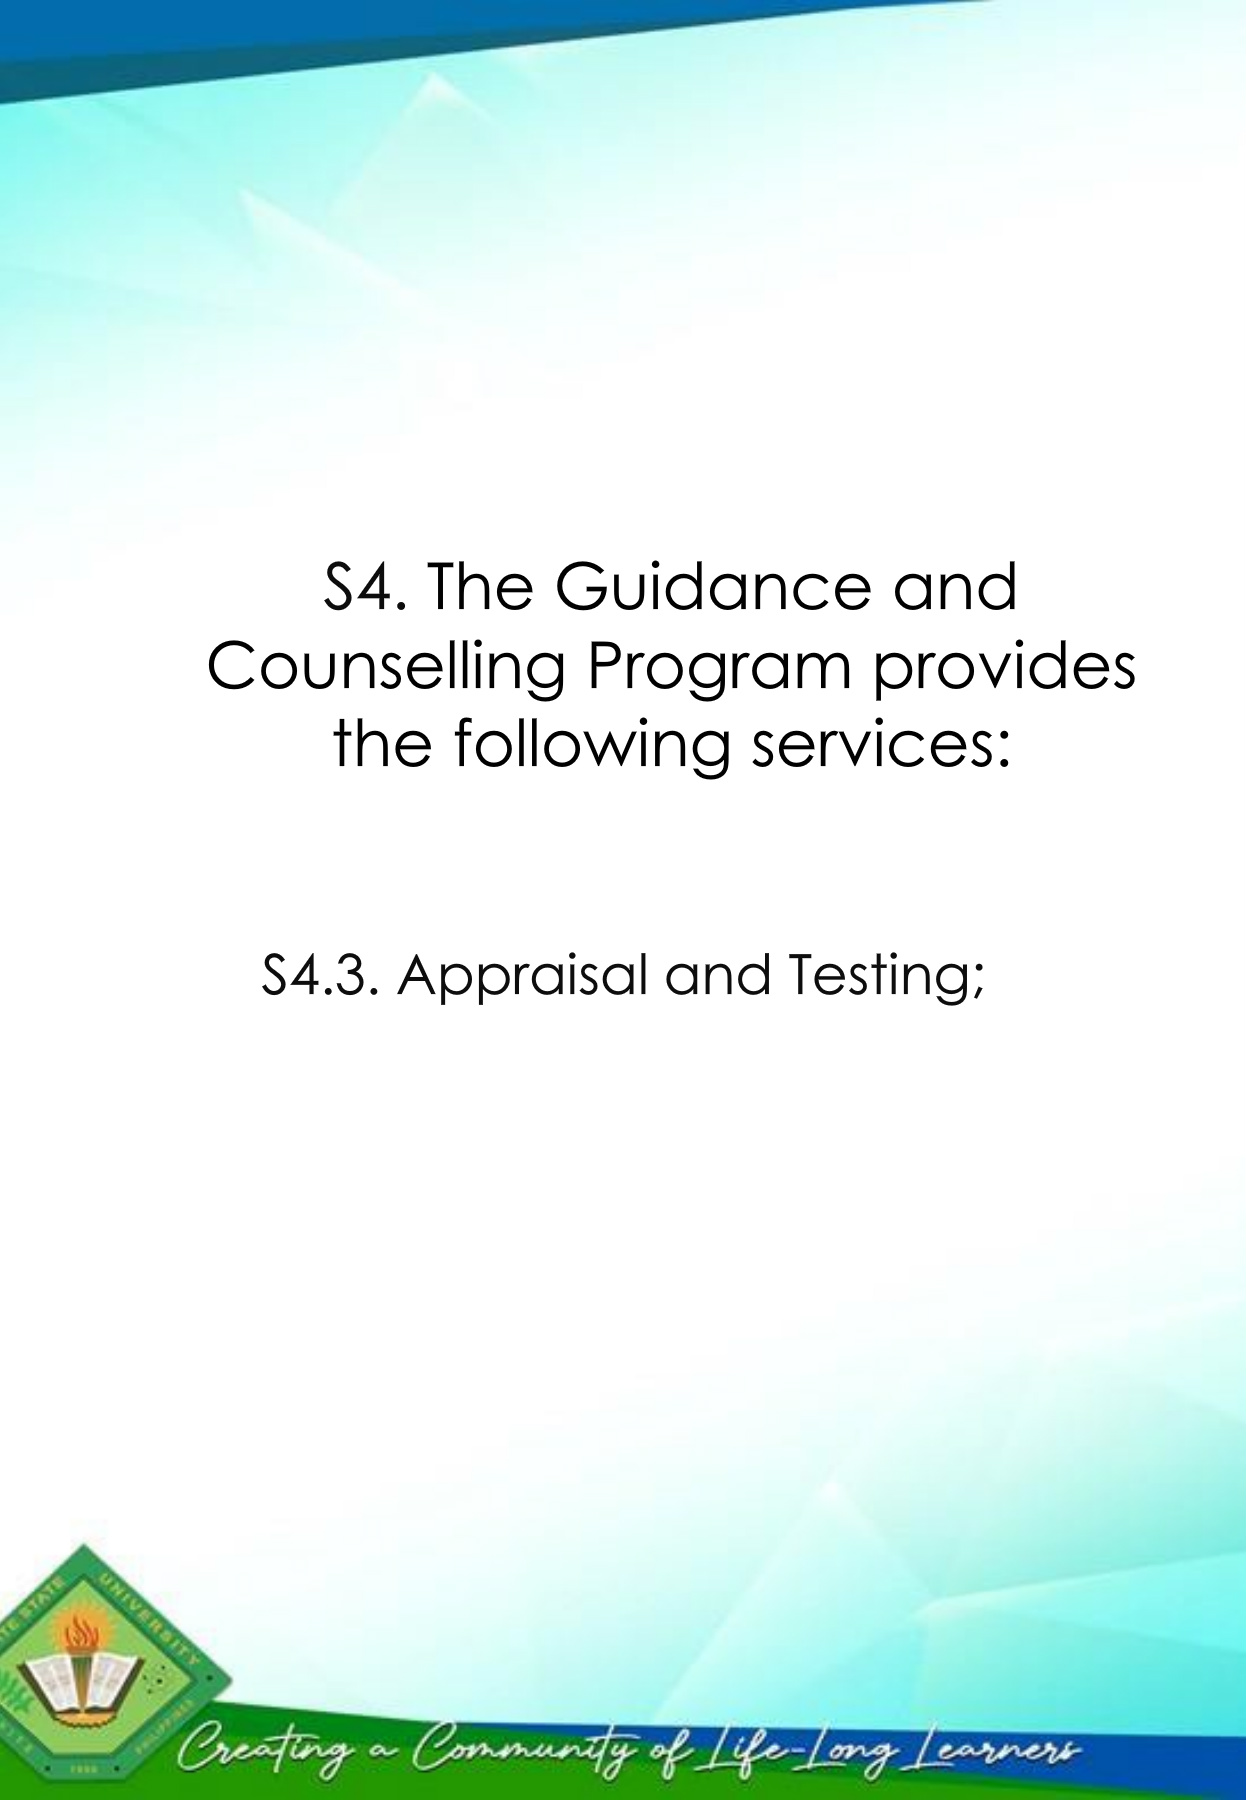 S4. The Guidance and
Counselling Program provides
the following services:
S4.3. Appraisal and Testing;
STATE UNIVERSITY
PHILIPPINES
Creating a Community of Life-Long Learners